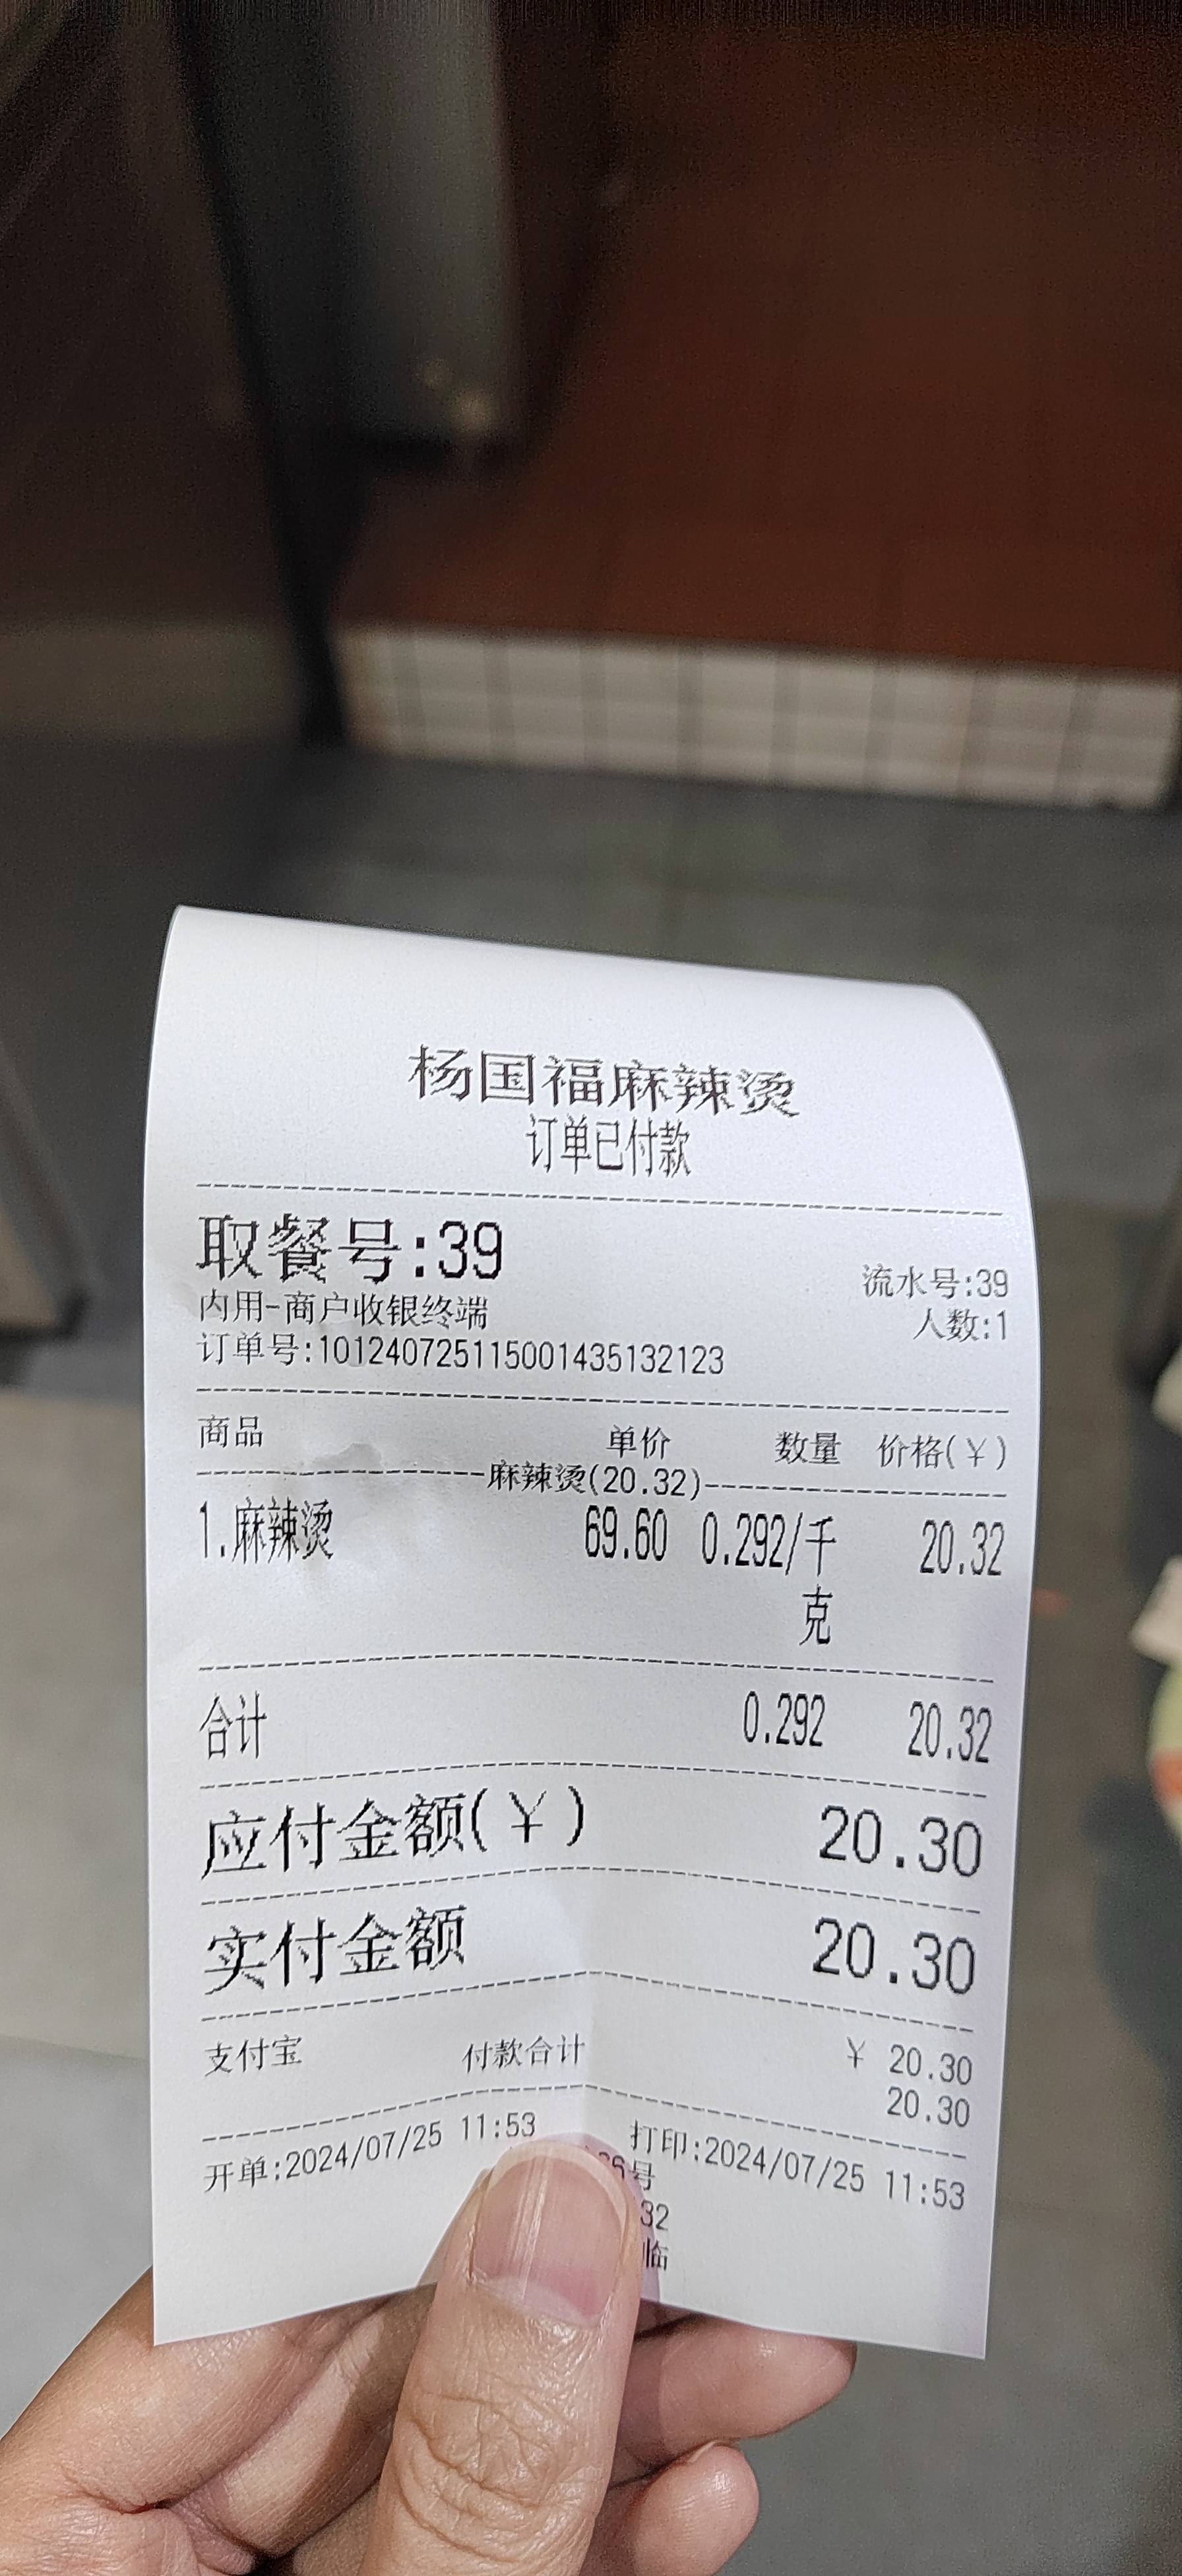 杨国福麻辣烫
订单已付款
取餐号:39
流水号:39
内用-商户收银终端
人数:1
订单号:101240725115001435132123
商品 单价 数量 价格(¥)
麻辣烫(20.32)
1.麻辣烫 69.60 0.292/千克 20.32
合计 0.292 20.32
应付金额(¥) 20.30
实付金额 20.30
支付宝 ¥ 20.30
付款合计 20.30
开单:2024/07/25 11:53 打印:2024/07/25 11:53
号
32
临